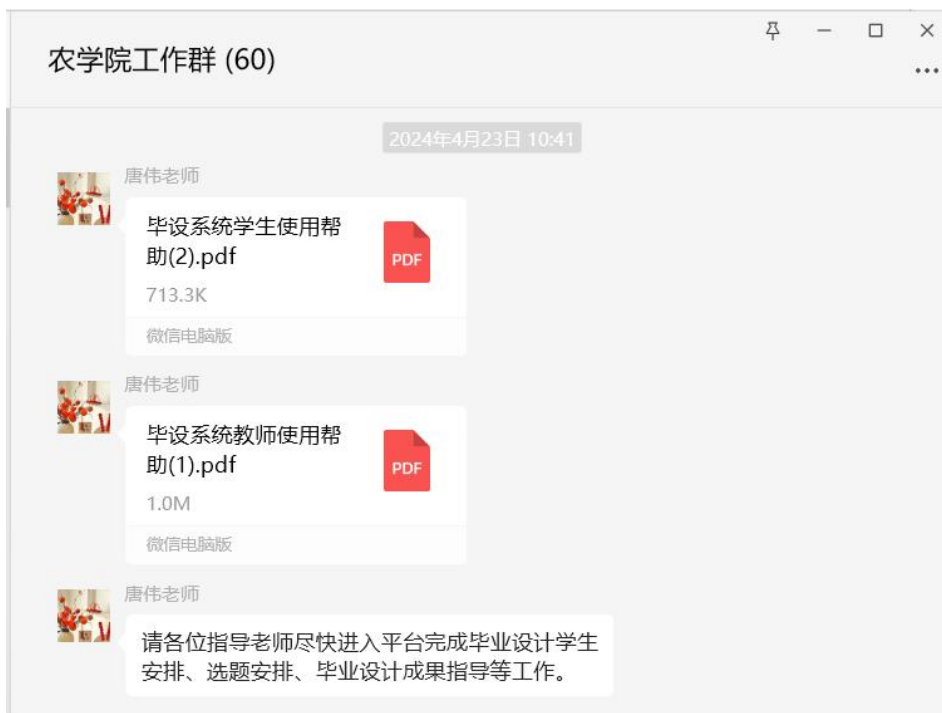 农学院工作群 (60)
2024年4月23日 10:41
唐伟老师
毕设系统学生使用帮
助(2).pdf
PDF
713.3K
微信电脑版
唐伟老师
毕设系统教师使用帮
助(1).pdf
PDF
1.0M
微信电脑版
唐伟老师
请各位指导老师尽快进入平台完成毕业设计学生
安排、选题安排、毕业设计成果指导等工作。